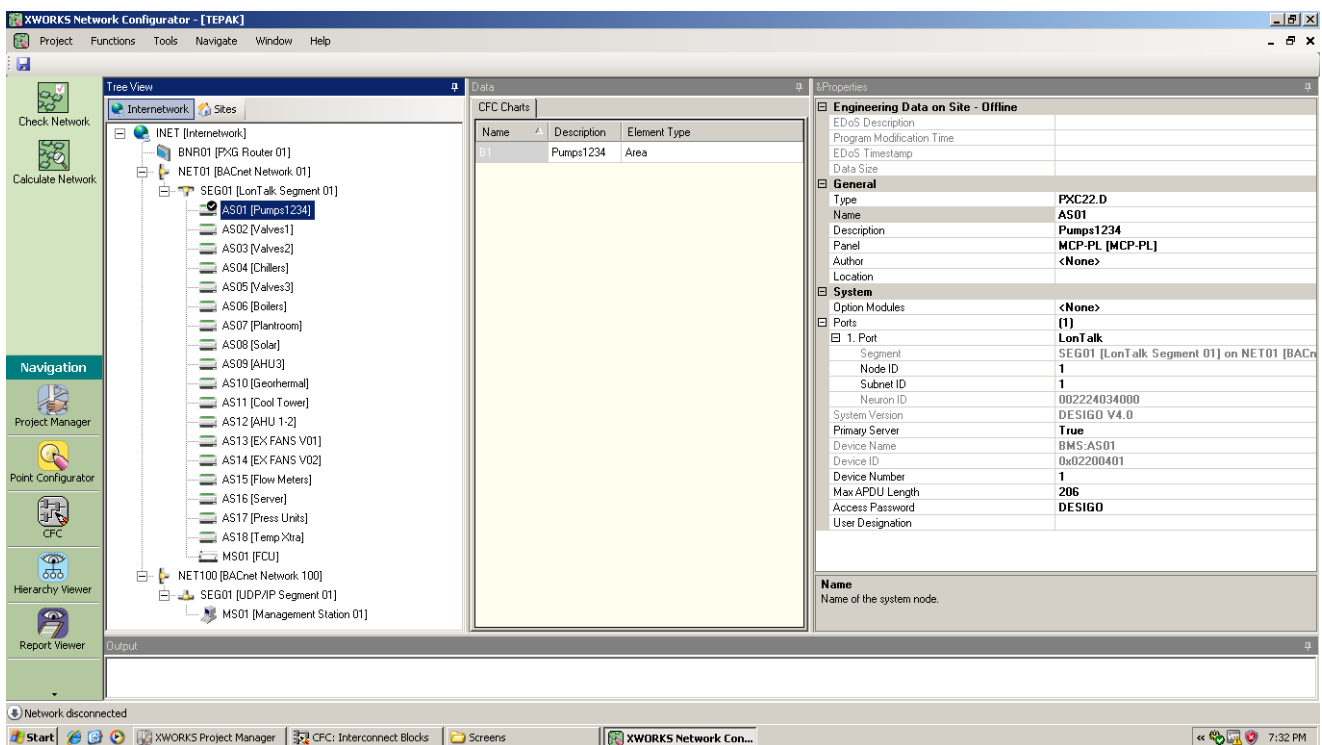 XWORKS Network Configurator - [TEPAK]
Project Functions Tools Navigate Window Help
Check Network
Calculate Network
Navigation
Project Manager
Point Configurator
CFC
Hierarchy Viewer
Report Viewer
Tree View
Internetwork Sites
INET [Internetwork]
BNR01 [PXG Router 01]
NET01 [BACnet Network 01]
SEG01 [LonTalk Segment 01]
AS01 [Pumps1234]
AS02 [Valves1]
AS03 [Valves2]
AS04 [Chillers]
AS05 [Valves3]
AS06 [Boilers]
AS07 [Plantroom]
AS08 [Solar]
AS09 [AHU3]
AS10 [Georhermal]
AS11 [Cool Tower]
AS12 [AHU 1-2]
AS13 [EX FANS V01]
AS14 [EX FANS V02]
AS15 [Flow Meters]
AS16 [Server]
AS17 [Press Units]
AS18 [Temp Xtra]
MS01 [FCU]
NET100 [BACnet Network 100]
SEG01 [UDP/IP Segment 01]
MS01 [Management Station 01]
Data
CFC Charts
Name Description Element Type
B1 Pumps1234 Area
&Properties
Engineering Data on Site - Offline
EDoS Description
Program Modification Time
EDoS Timestamp
Data Size
General
Type PXC22.D
Name AS01
Description Pumps1234
Panel MCP-PL [MCP-PL]
Author <None>
Location
System
Option Modules <None>
Ports (1)
1. Port LonTalk
Segment SEG01 [LonTalk Segment 01] on NET01 [BACn
Node ID 1
Subnet ID 1
Neuron ID 002224034000
System Version DESIGO V4.0
Primary Server True
Device Name BMS:AS01
Device ID 0x02200401
Device Number 1
Max APDU Length 206
Access Password DESIGO
User Designation
Name
Name of the system node.
Output
Network disconnected
Start XWORKS Project Manager CFC: Interconnect Blocks Screens XWORKS Network Con... « 7:32 PM